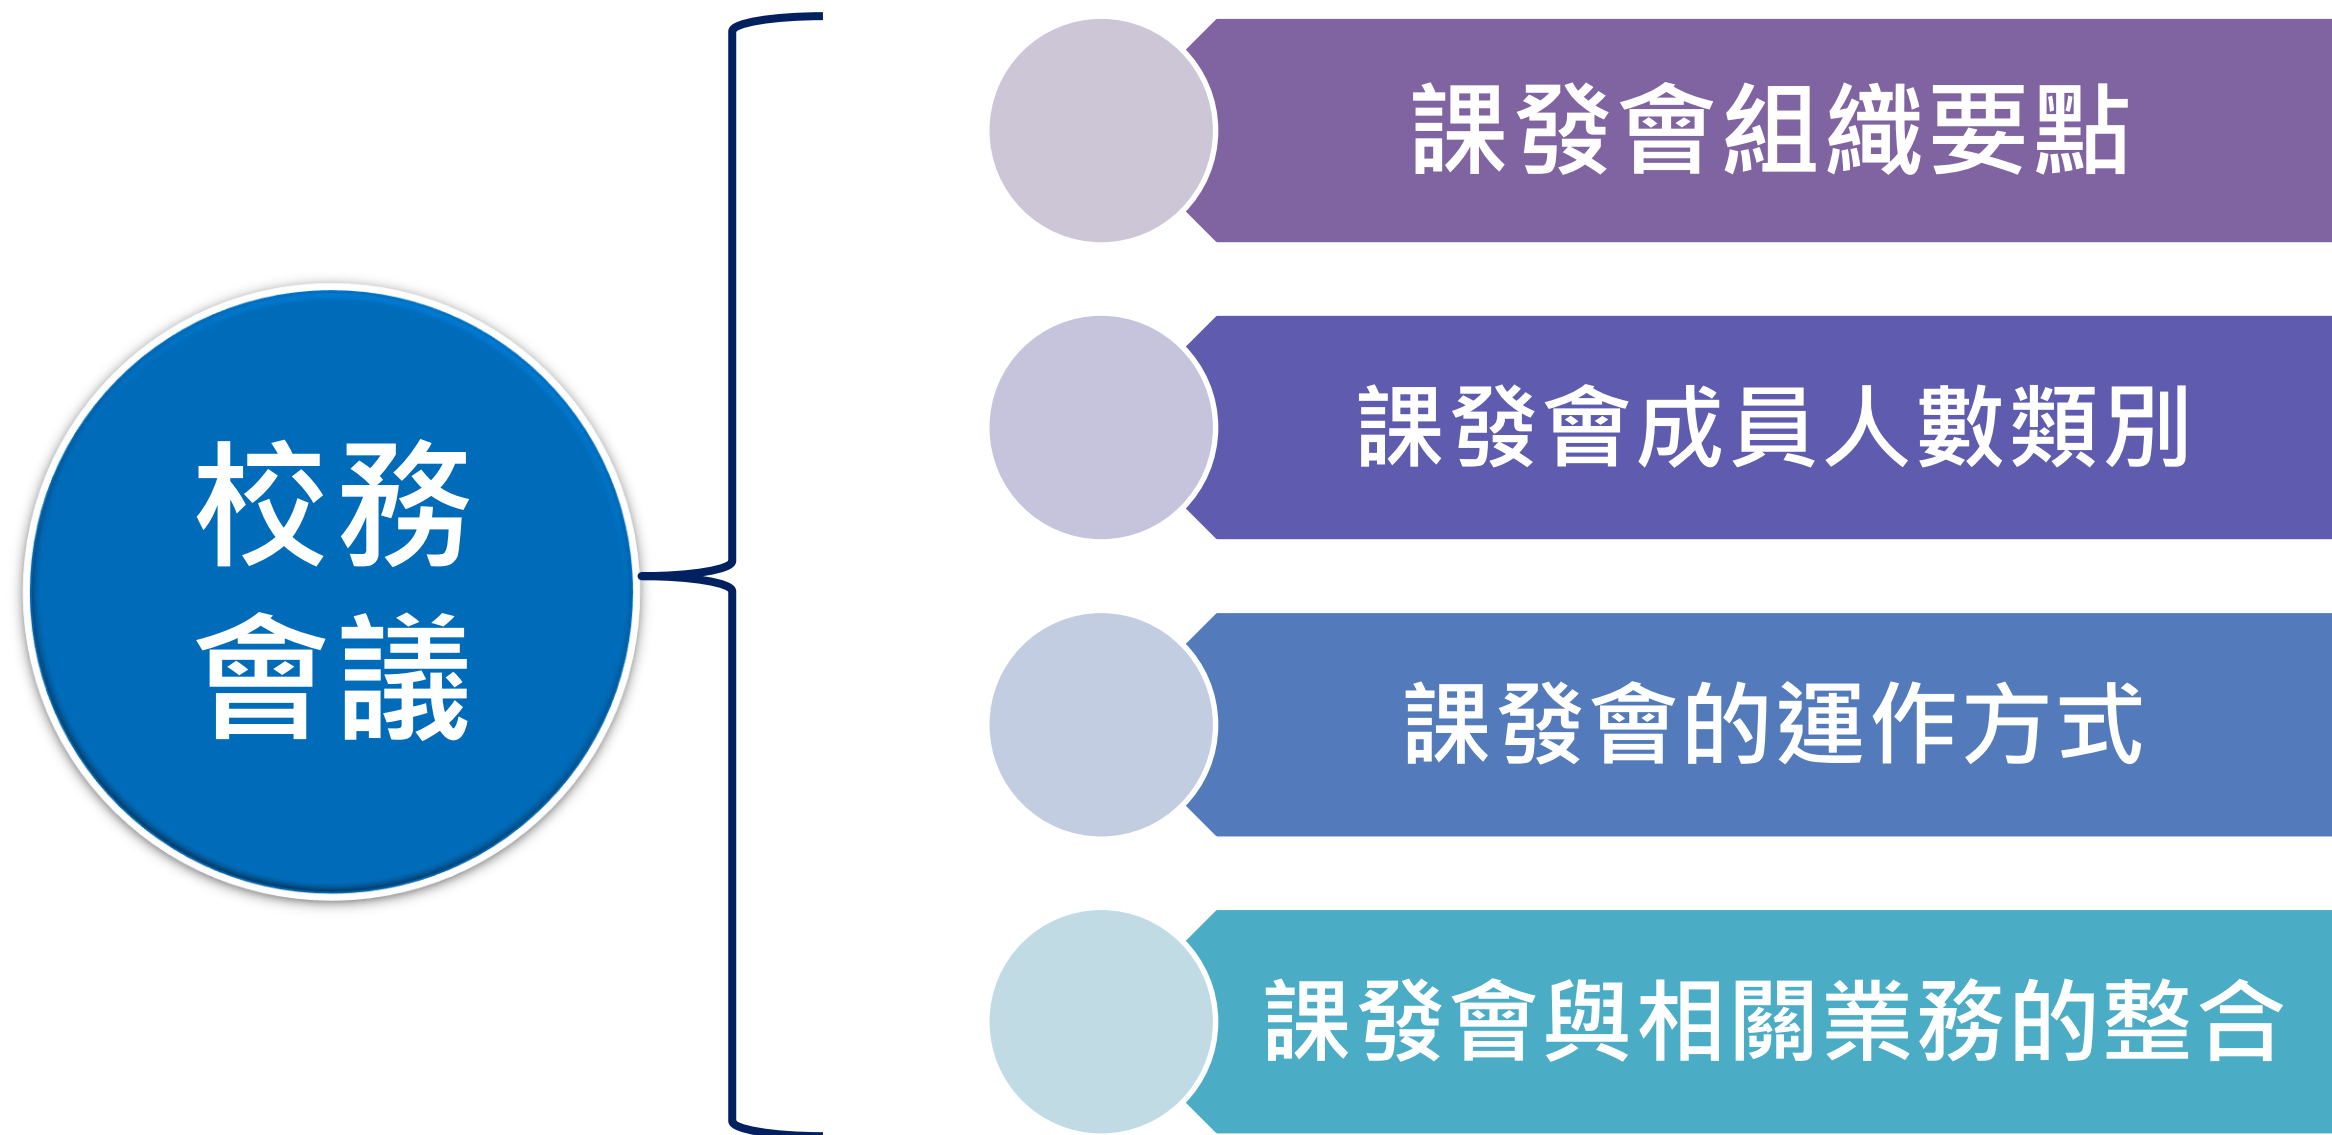 校務
會議
課發會組織要點
課發會成員人數類別
課發會的運作方式
課發會與相關業務的整合